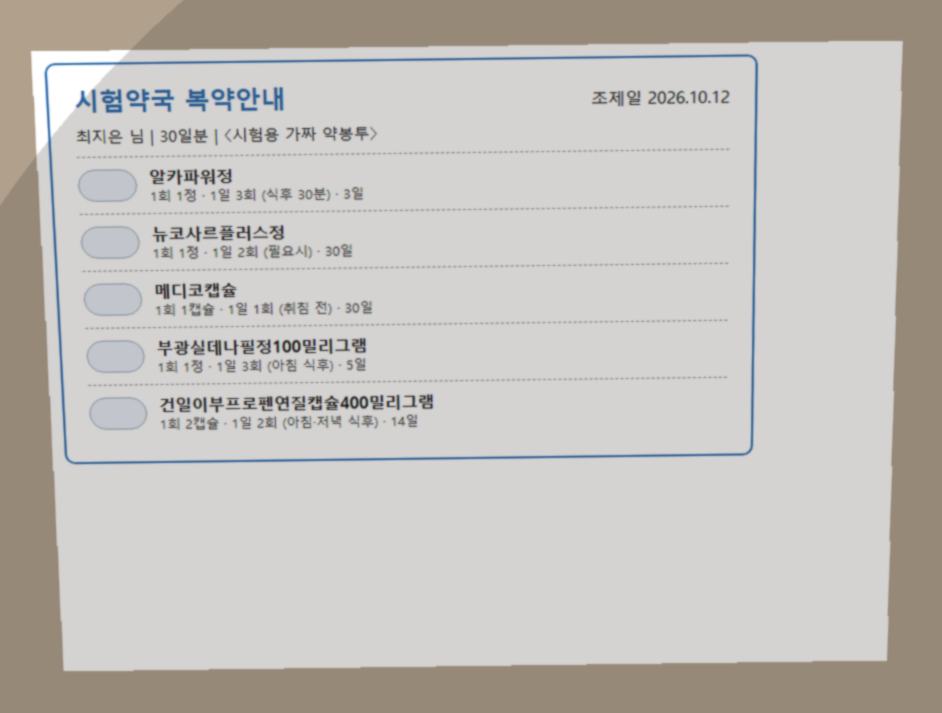 시험약국 복약안내
조제일 2026.10.12
최지은 님 | 30일분 | <시험용 가짜 약봉투>
알카파워정
1회 1정 · 1일 3회 (식후 30분) · 3일
뉴코사르플러스정
1회 1정 · 1일 2회 (필요시) · 30일
메디코캡슐
1회 1캡슐 · 1일 1회 (취침 전) · 30일
부광실데나필정100밀리그램
1회 1정 · 1일 3회 (아침 식후) · 5일
건일이부프로펜연질캡슐400밀리그램
1회 2캡슐 · 1일 2회 (아침·저녁 식후) · 14일